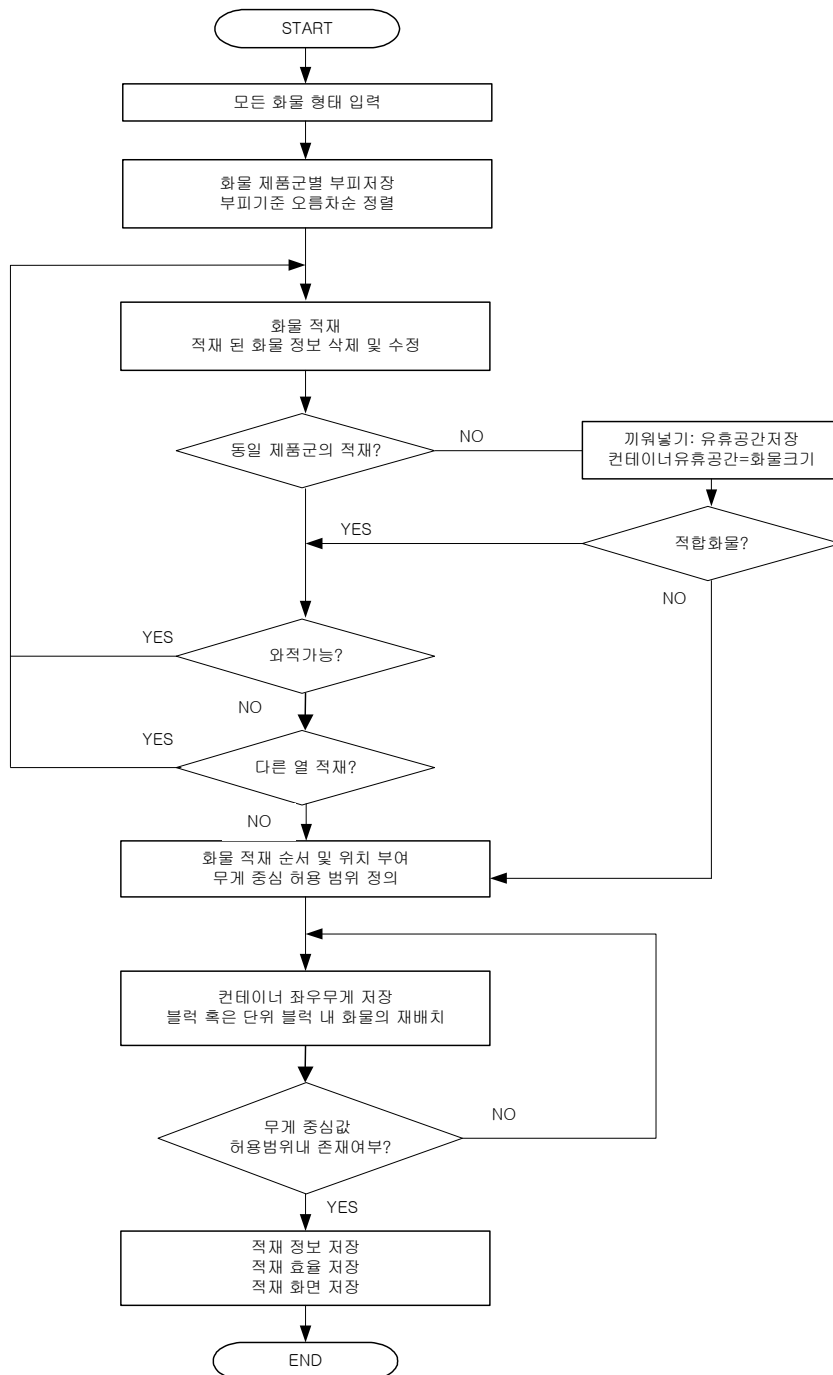 START
모든 화물 형태 입력
화물 제품군별 부피저장
부피기준 오름차순 정렬
화물 적재
적재 된 화물 정보 삭제 및 수정
동일 제품군의 적재?
NO
끼워넣기: 유휴공간저장
컨테이너유휴공간=화물크기
YES
적합화물?
NO
YES
와적가능?
NO
YES
다른 열 적재?
NO
화물 적재 순서 및 위치 부여
무게 중심 허용 범위 정의
컨테이너 좌우무게 저장
블럭 혹은 단위 블럭 내 화물의 재배치
무게 중심값
허용범위내 존재여부?
NO
YES
적재 정보 저장
적재 효율 저장
적재 화면 저장
END